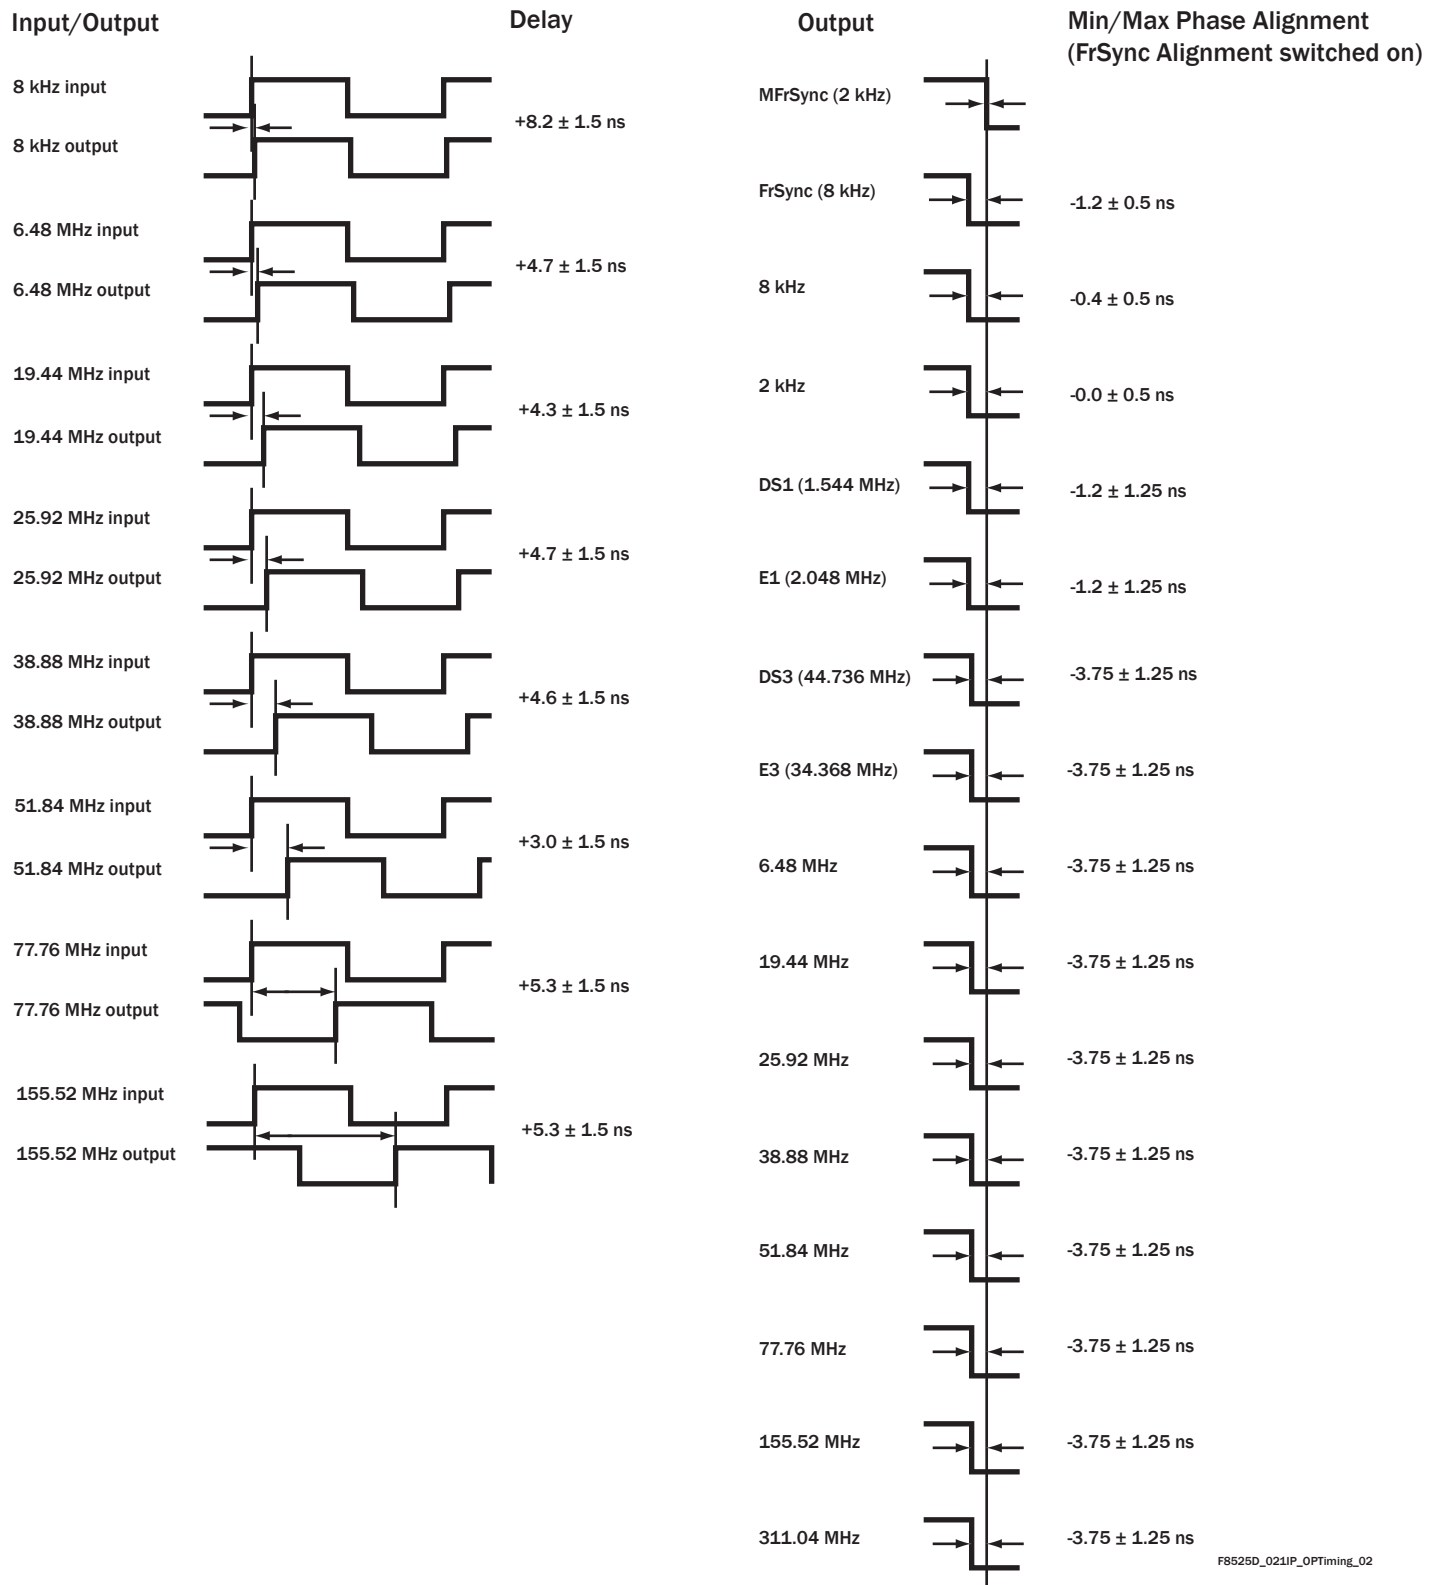 Input/Output
Delay
8 kHz input
+8.2 ± 1.5 ns
8 kHz output
6.48 MHz input
+4.7 ± 1.5 ns
6.48 MHz output
19.44 MHz input
+4.3 ± 1.5 ns
19.44 MHz output
25.92 MHz input
+4.7 ± 1.5 ns
25.92 MHz output
38.88 MHz input
+4.6 ± 1.5 ns
38.88 MHz output
51.84 MHz input
+3.0 ± 1.5 ns
51.84 MHz output
77.76 MHz input
+5.3 ± 1.5 ns
77.76 MHz output
155.52 MHz input
+5.3 ± 1.5 ns
155.52 MHz output
Output
Min/Max Phase Alignment
(FrSync Alignment switched on)
MFrSync (2 kHz)
FrSync (8 kHz)
-1.2 ± 0.5 ns
8 kHz
-0.4 ± 0.5 ns
2 kHz
-0.0 ± 0.5 ns
DS1 (1.544 MHz)
-1.2 ± 1.25 ns
E1 (2.048 MHz)
-1.2 ± 1.25 ns
DS3 (44.736 MHz)
-3.75 ± 1.25 ns
E3 (34.368 MHz)
-3.75 ± 1.25 ns
6.48 MHz
-3.75 ± 1.25 ns
19.44 MHz
-3.75 ± 1.25 ns
25.92 MHz
-3.75 ± 1.25 ns
38.88 MHz
-3.75 ± 1.25 ns
51.84 MHz
-3.75 ± 1.25 ns
77.76 MHz
-3.75 ± 1.25 ns
155.52 MHz
-3.75 ± 1.25 ns
311.04 MHz
-3.75 ± 1.25 ns
F8525D_021IP_OPTiming_02